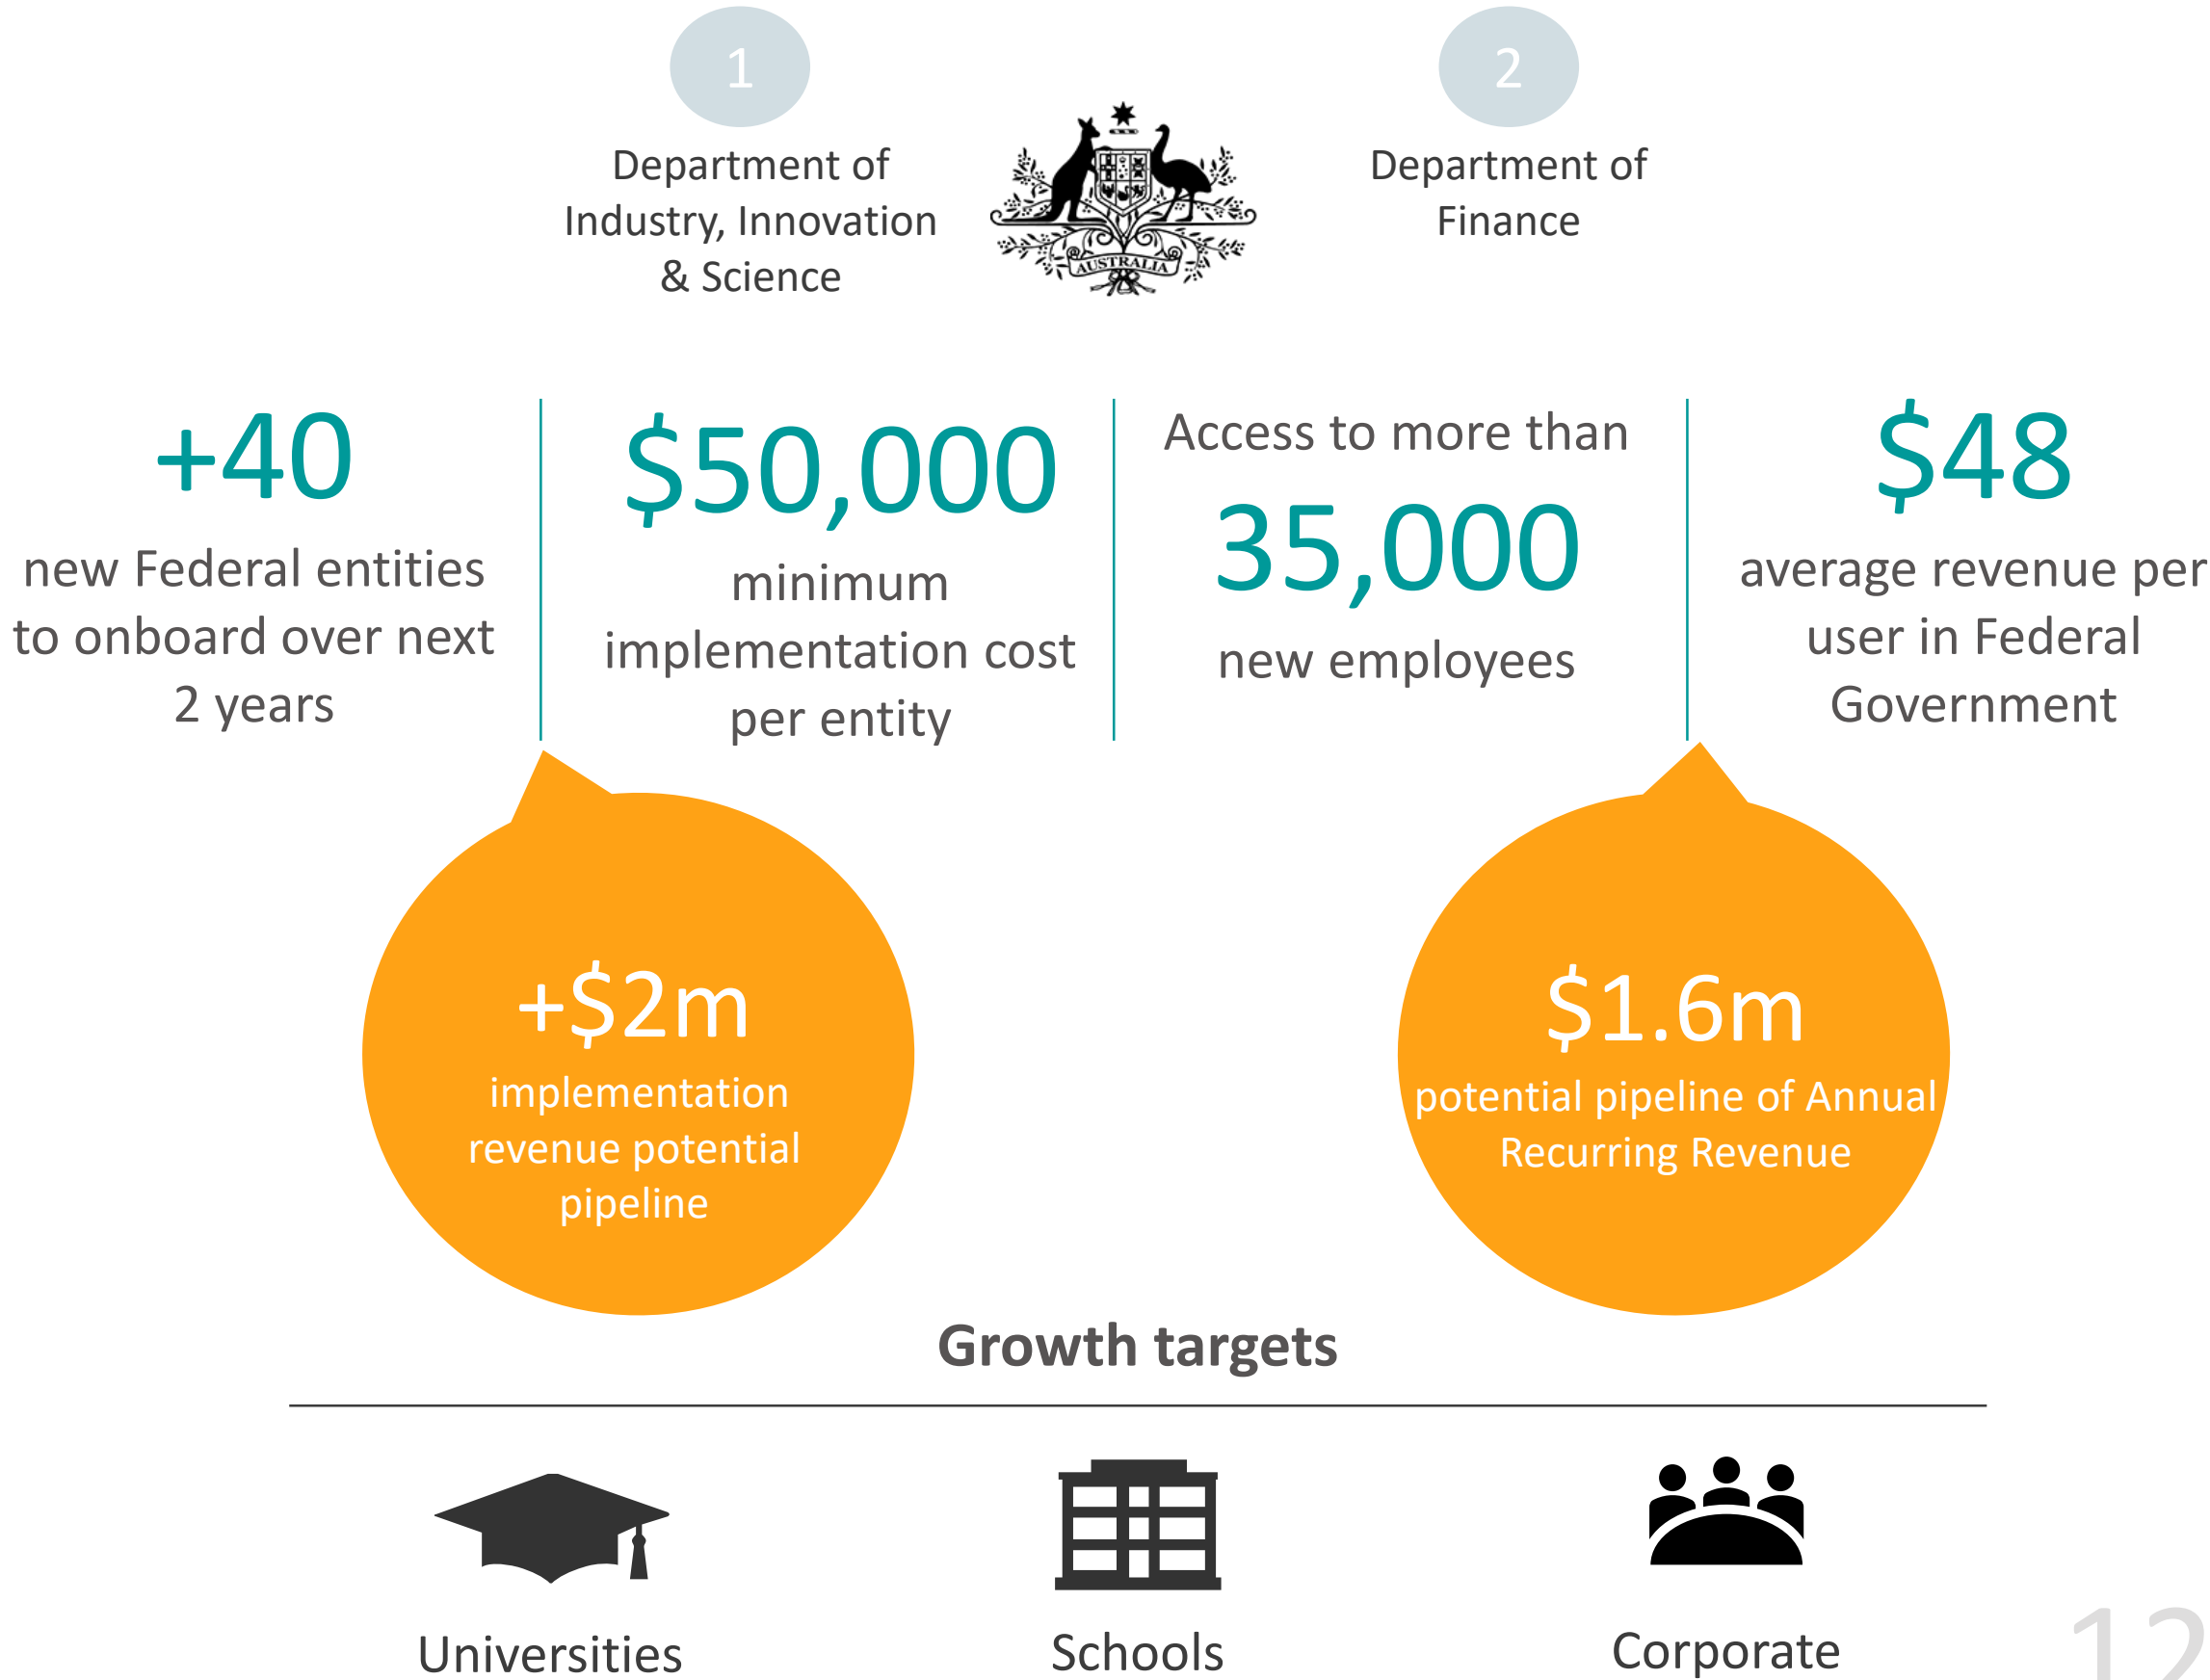 1
2
Department of
Industry, Innovation
& Science
AUSTRALIA
Department of
Finance
+40
new Federal entities
to onboard over next
2 years
$50,000
minimum
implementation cost
per entity
Access to more than
35,000
new employees
$48
average revenue per
user in Federal
Government
+$2m
implementation
revenue potential
pipeline
$1.6m
potential pipeline of Annual
Recurring Revenue
Growth targets
Universities
Schools
Corporate
12